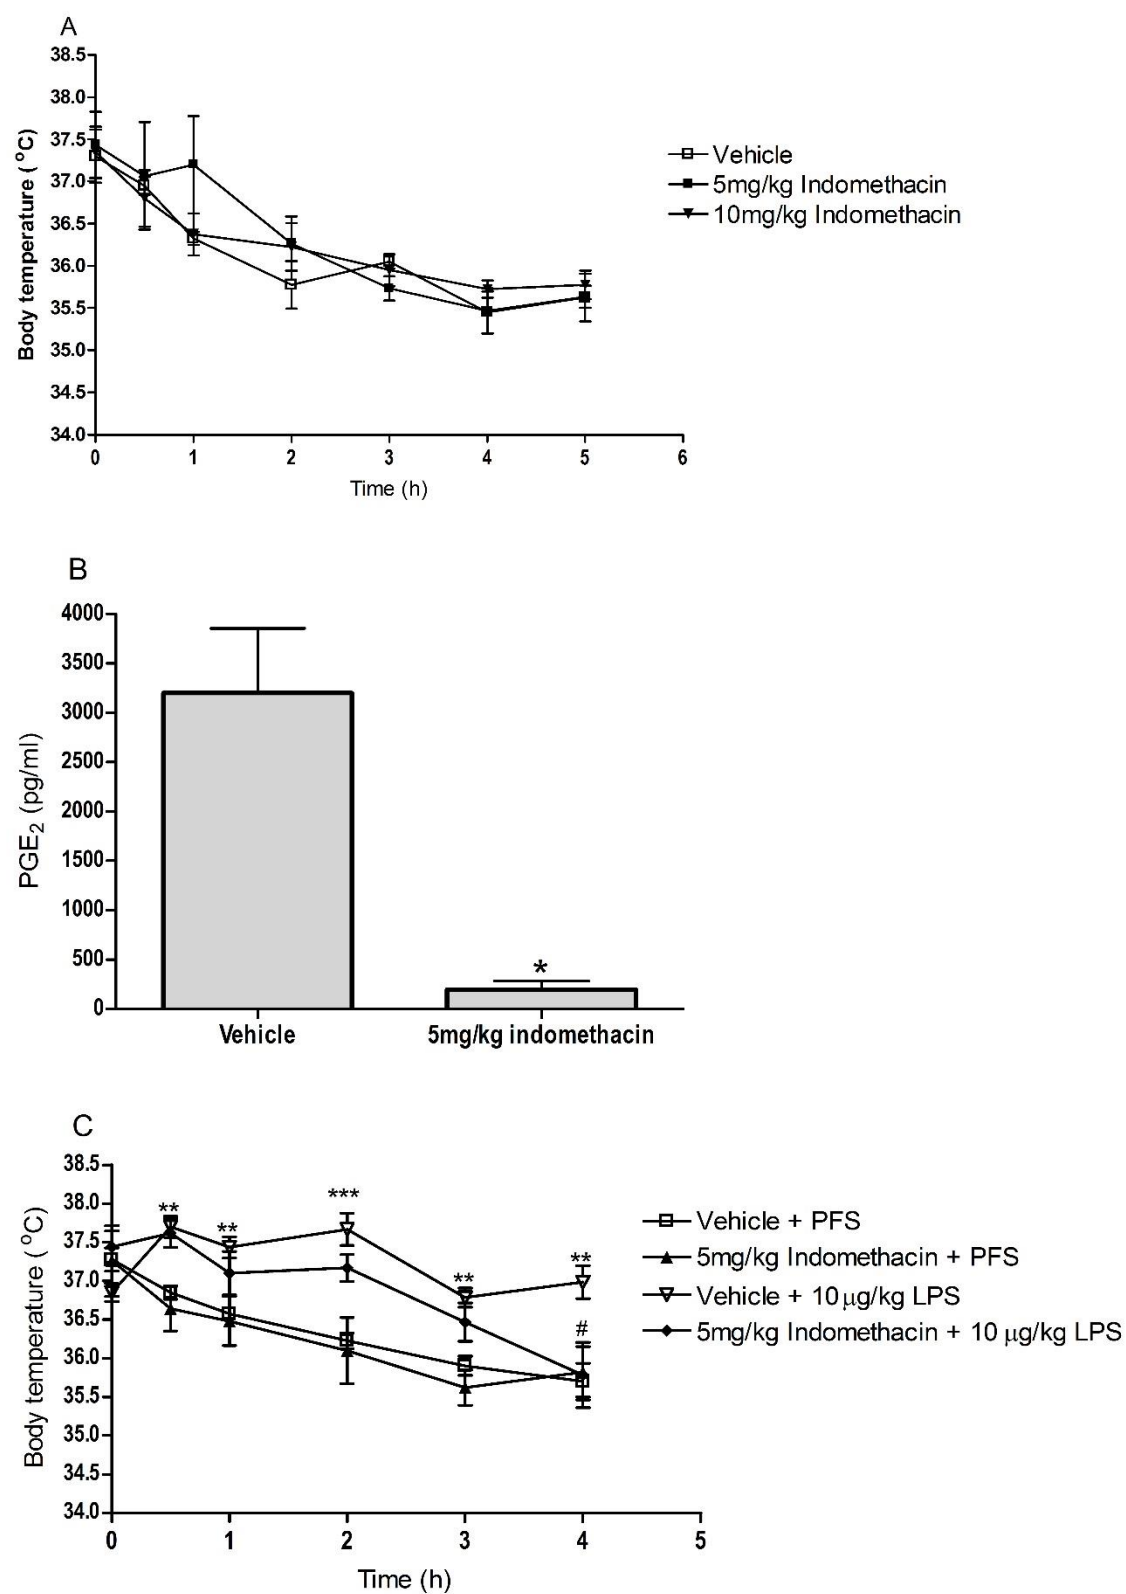 A
38.5
38.0
37.5
37.0
36.5
36.0
35.5
35.0
34.5
34.0
Body temperature (°C)
0 1 2 3 4 5 6
Time (h)
Vehicle
5mg/kg Indomethacin
10mg/kg Indomethacin
B
4000
3500
3000
2500
2000
1500
1000
500
0
PGE2 (pg/ml)
*
Vehicle 5mg/kg indomethacin
C
38.5
38.0
37.5
37.0
36.5
36.0
35.5
35.0
34.5
34.0
Body temperature (°C)
** ** *** ** **
#
0 1 2 3 4 5
Time (h)
Vehicle + PFS
5mg/kg Indomethacin + PFS
Vehicle + 10μg/kg LPS
5mg/kg Indomethacin + 10 μg/kg LPS